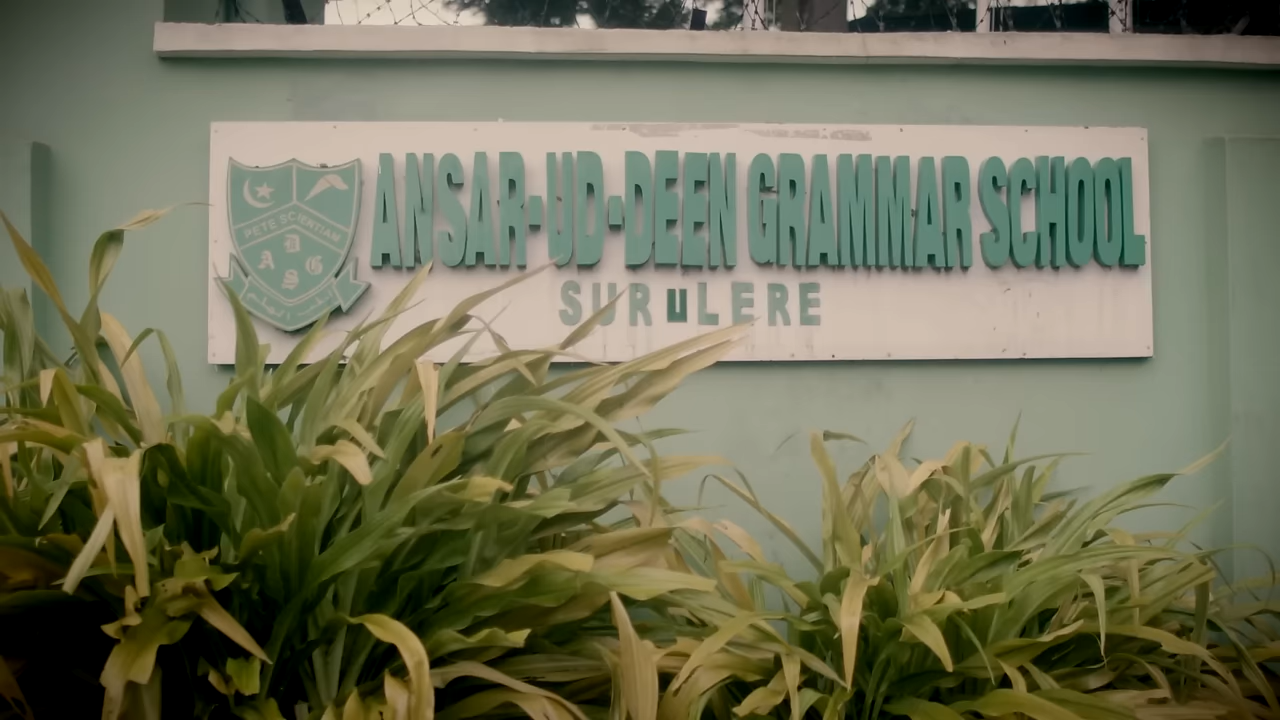 ANSAR-UD-DEEN GRAMMAR SCHOOL
SURuLERE
PETE SCIENTIAM
D
A S G